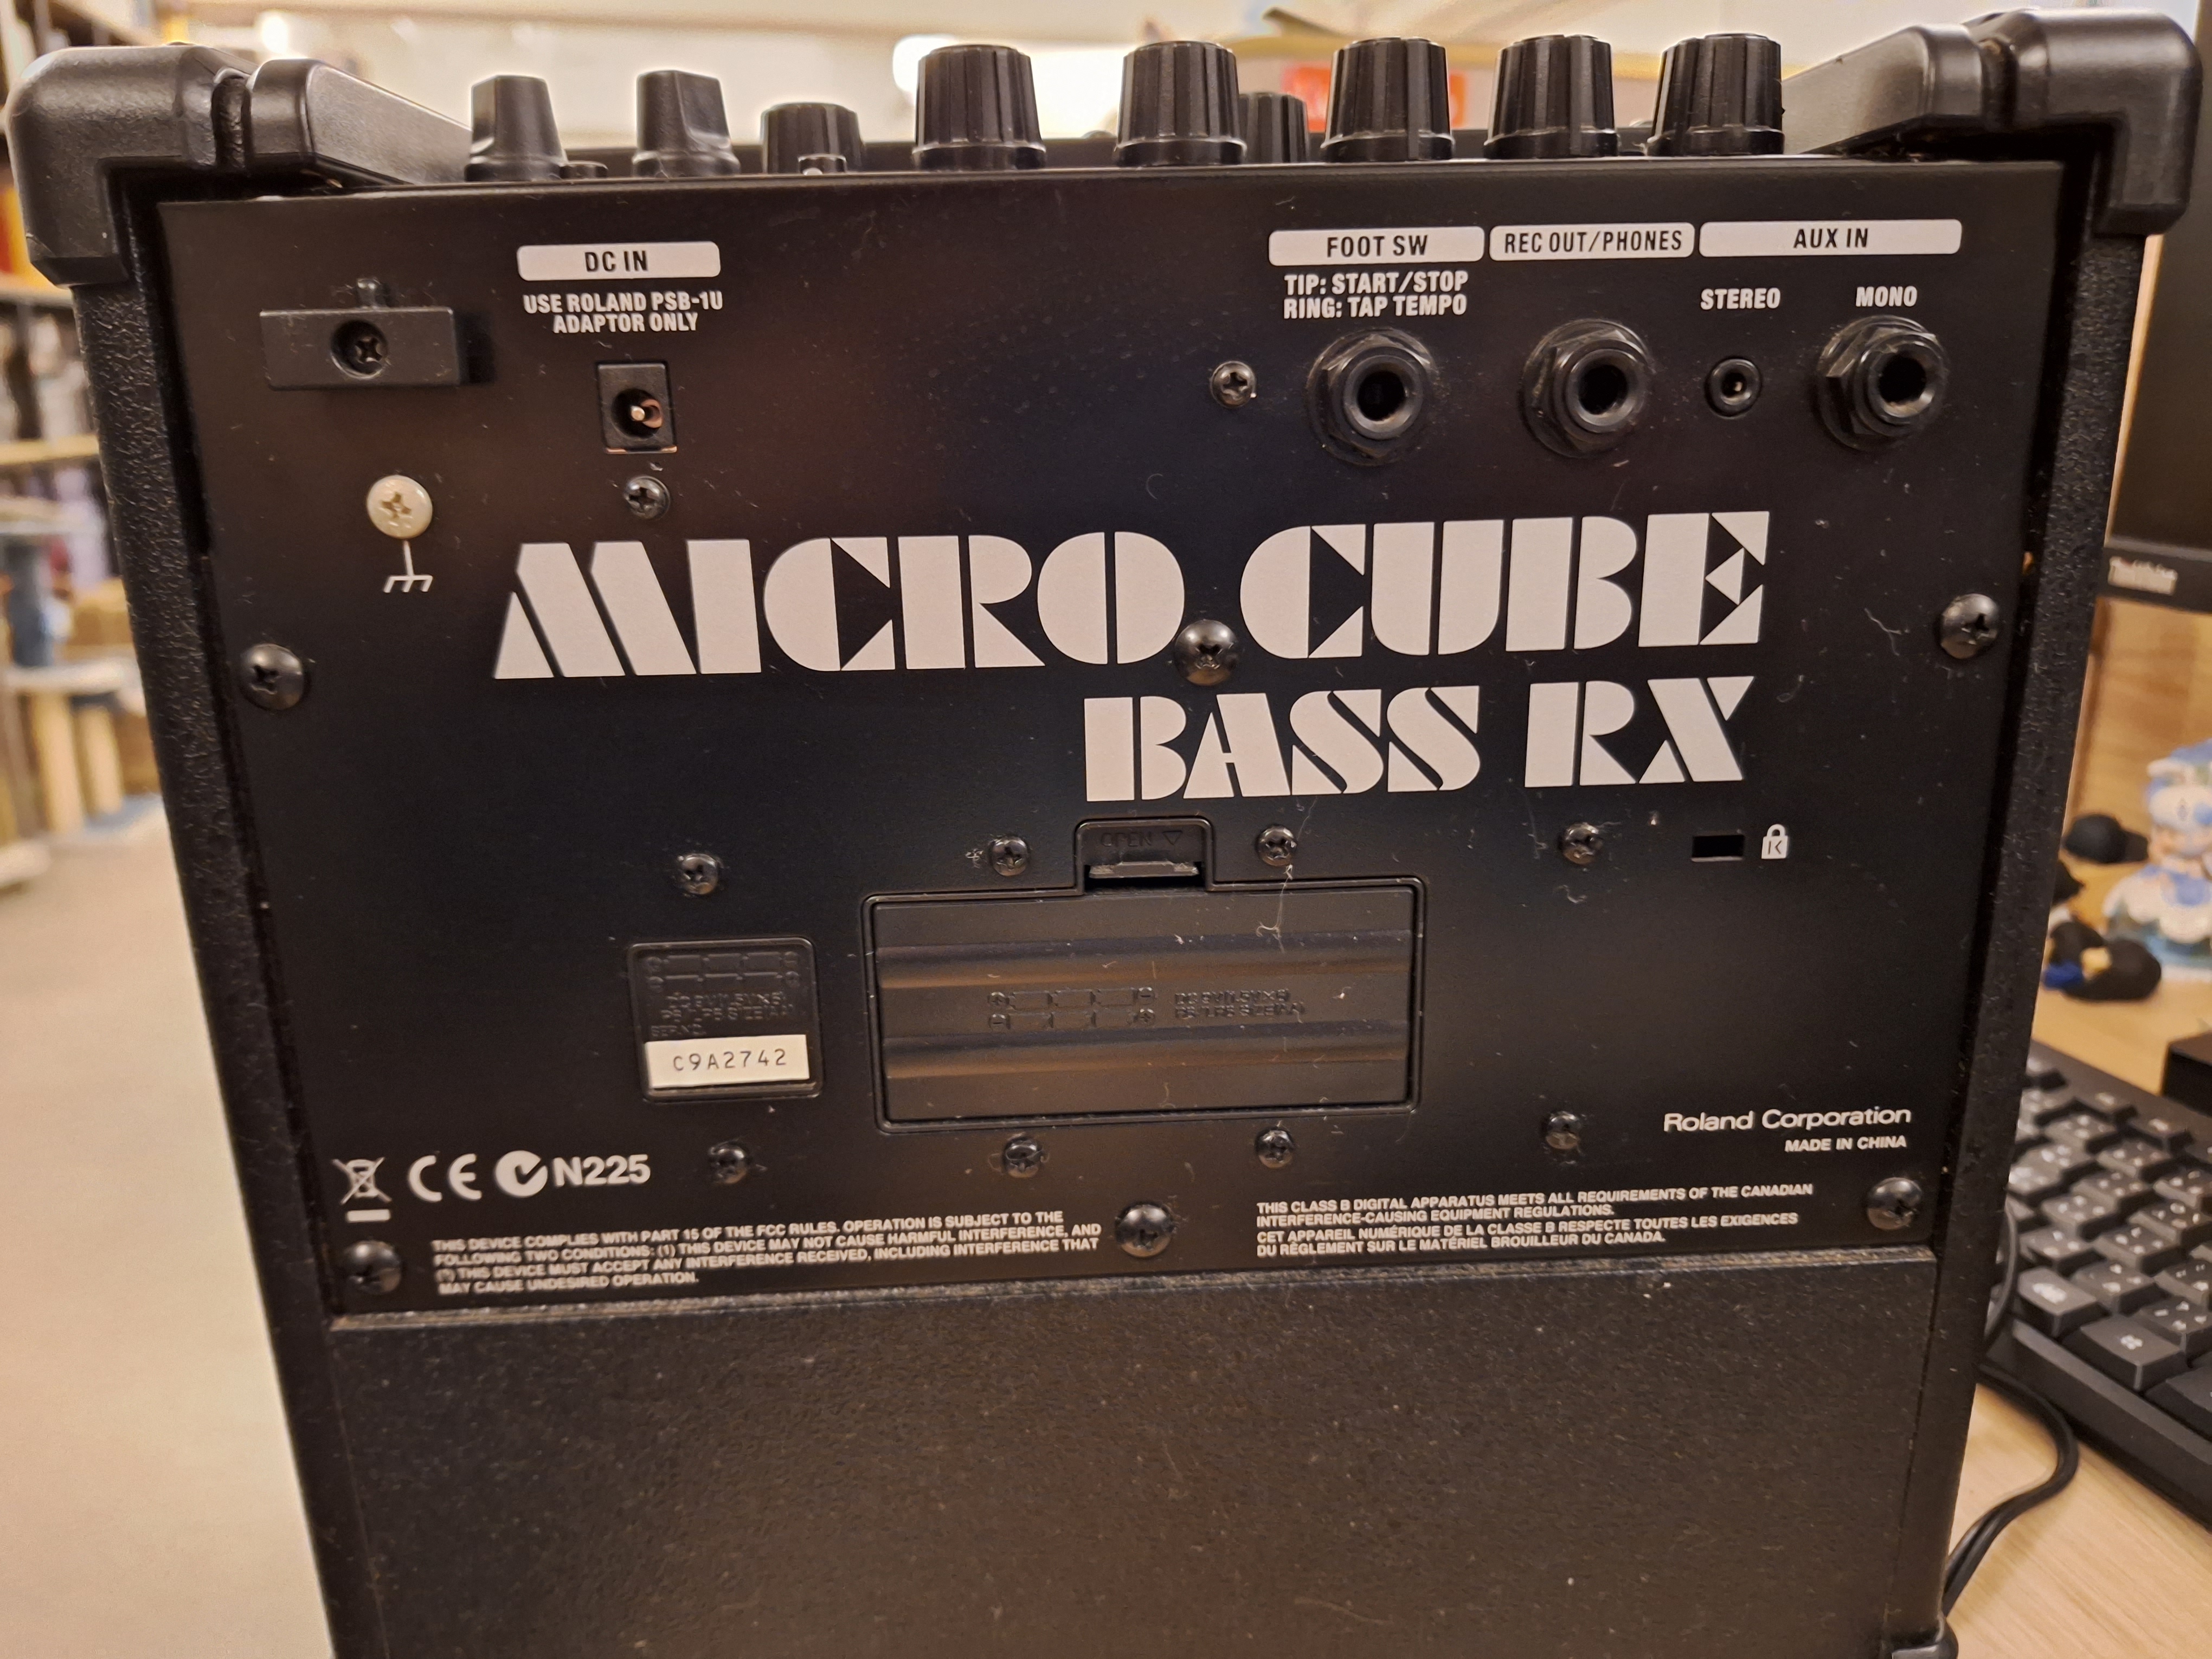 DC IN
USE ROLAND PSB-1U
ADAPTOR ONLY
FOOT SW
TIP: START/STOP
RING: TAP TEMPO
REC OUT/PHONES
AUX IN
STEREO
MONO
MICRO CUBE
BASS RX
OPEN
SER.NO.
C9A2742
Roland Corporation
MADE IN CHINA
CE N225
THIS DEVICE COMPLIES WITH PART 15 OF THE FCC RULES. OPERATION IS SUBJECT TO THE
FOLLOWING TWO CONDITIONS: (1) THIS DEVICE MAY NOT CAUSE HARMFUL INTERFERENCE, AND
(2) THIS DEVICE MUST ACCEPT ANY INTERFERENCE RECEIVED, INCLUDING INTERFERENCE THAT
MAY CAUSE UNDESIRED OPERATION.
THIS CLASS B DIGITAL APPARATUS MEETS ALL REQUIREMENTS OF THE CANADIAN
INTERFERENCE-CAUSING EQUIPMENT REGULATIONS.
CET APPAREIL NUMÉRIQUE DE LA CLASSE B RESPECTE TOUTES LES EXIGENCES
DU RÈGLEMENT SUR LE MATÉRIEL BROUILLEUR DU CANADA.
ThinkVision